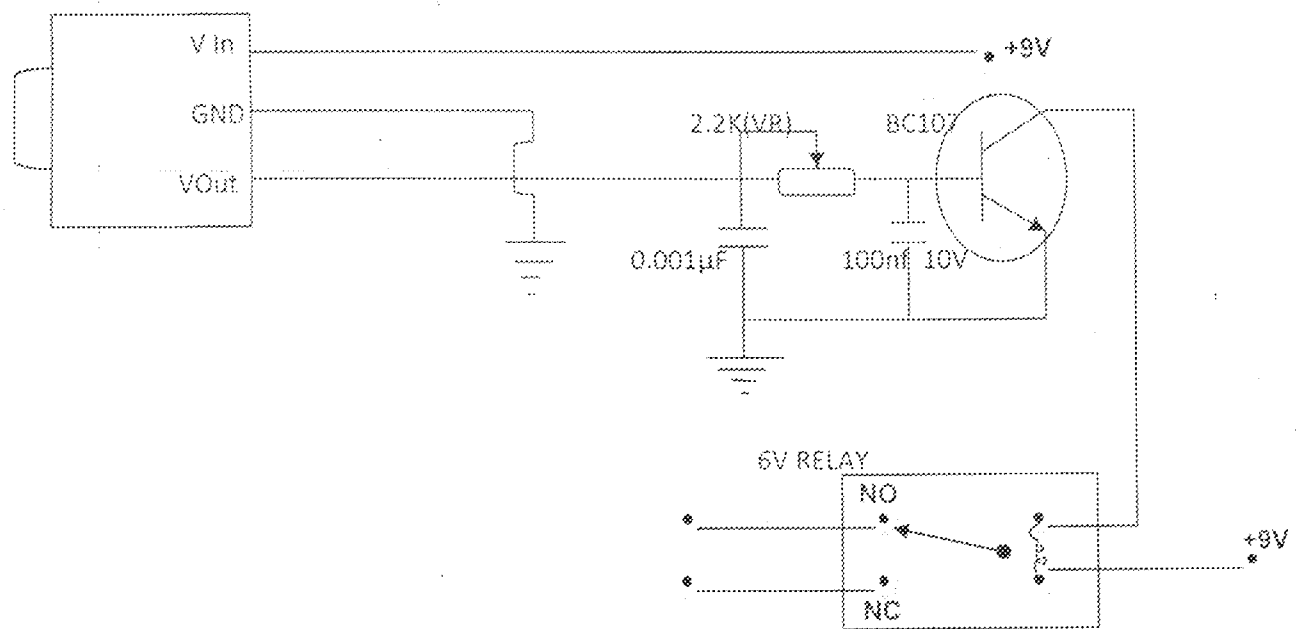 V In
+9V
GND
2.2K(VR)
BC107
VOut
0.001µF
100nf 10V
6V RELAY
NO
+9V
NC